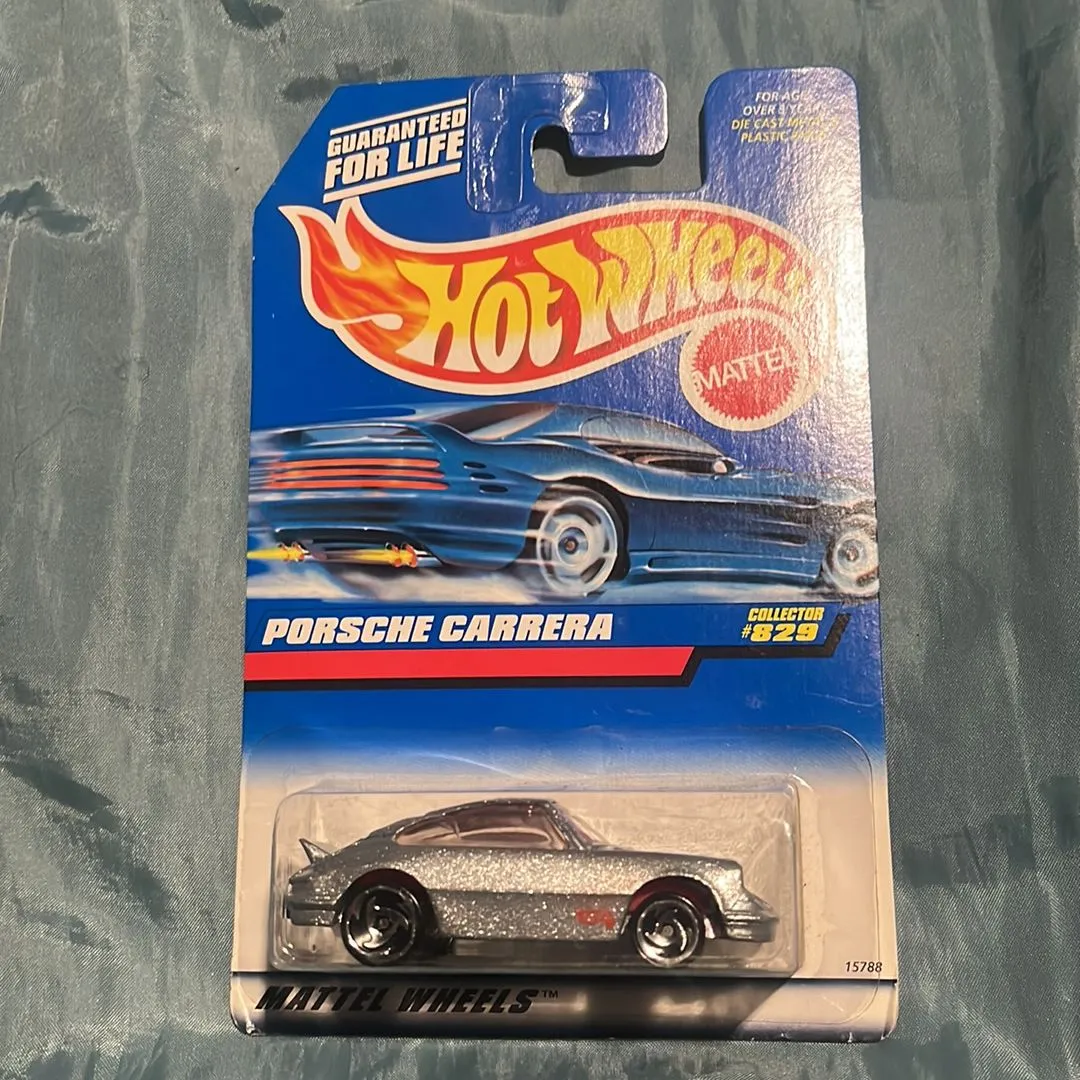 GUARANTEED
FOR LIFE
FOR AGES
OVER 3 YEARS
DIE CAST METAL &
PLASTIC PARTS
HOT WHEELS
MATTEL
®
PORSCHE CARRERA
COLLECTOR
#829
15788
MATTEL WHEELS™